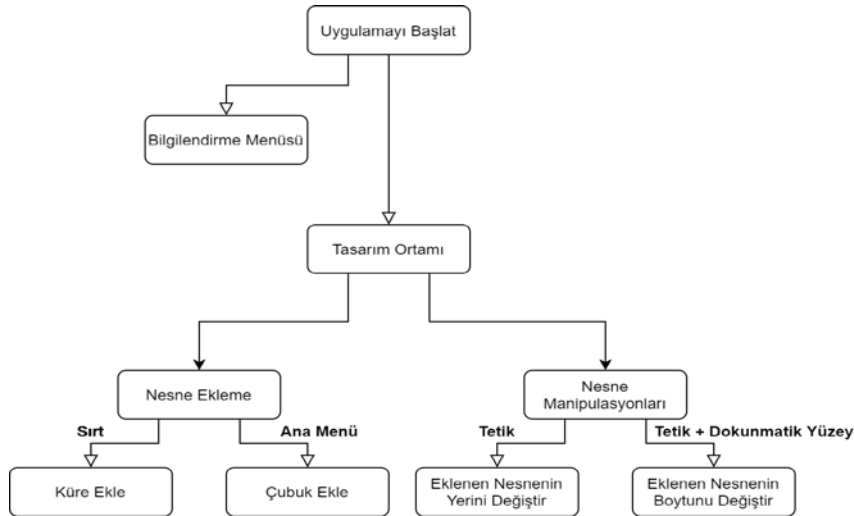 Uygulamayı Başlat
Bilgilendirme Menüsü
Tasarım Ortamı
Nesne Ekleme
Nesne
Manipulasyonları
Sırt
Ana Menü
Tetik
Tetik + Dokunmatik Yüzey
Küre Ekle
Çubuk Ekle
Eklenen Nesnenin
Yerini Değiştir
Eklenen Nesnenin
Boytunu Değiştir